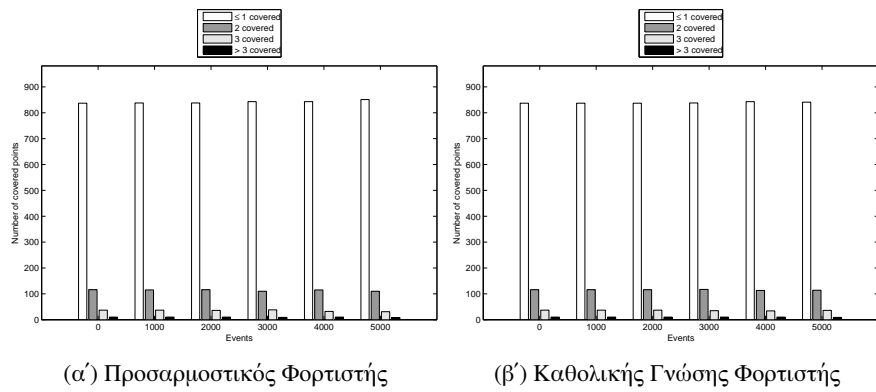 ≤ 1 covered
2 covered
3 covered
> 3 covered
900
800
700
600
500
400
300
200
100
0
Number of covered points
0 1000 2000 3000 4000 5000
Events
(αʹ) Προσαρμοστικός Φορτιστής
≤ 1 covered
2 covered
3 covered
> 3 covered
900
800
700
600
500
400
300
200
100
0
Number of covered points
0 1000 2000 3000 4000 5000
Events
(βʹ) Καθολικής Γνώσης Φορτιστής